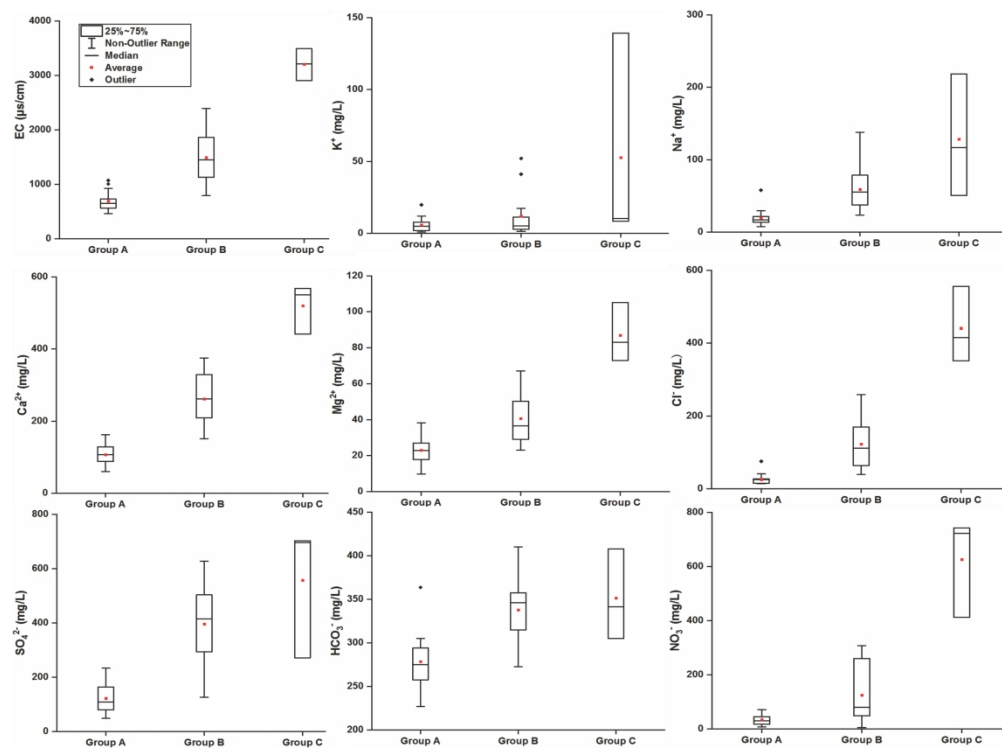 EC (μs/cm)
4000
3000
2000
1000
0
25%~75%
Non-Outlier Range
Median
Average
Outlier
Group A Group B Group C
K⁺ (mg/L)
150
100
50
0
Group A Group B Group C
Na⁺ (mg/L)
300
200
100
0
Group A Group B Group C
Ca²⁺ (mg/L)
600
400
200
0
Group A Group B Group C
Mg²⁺ (mg/L)
120
100
80
60
40
20
0
Group A Group B Group C
Cl⁻ (mg/L)
600
400
200
0
Group A Group B Group C
SO₄²⁻ (mg/L)
800
600
400
200
0
Group A Group B Group C
HCO₃⁻ (mg/L)
450
400
350
300
250
200
Group A Group B Group C
NO₃⁻ (mg/L)
800
600
400
200
0
Group A Group B Group C